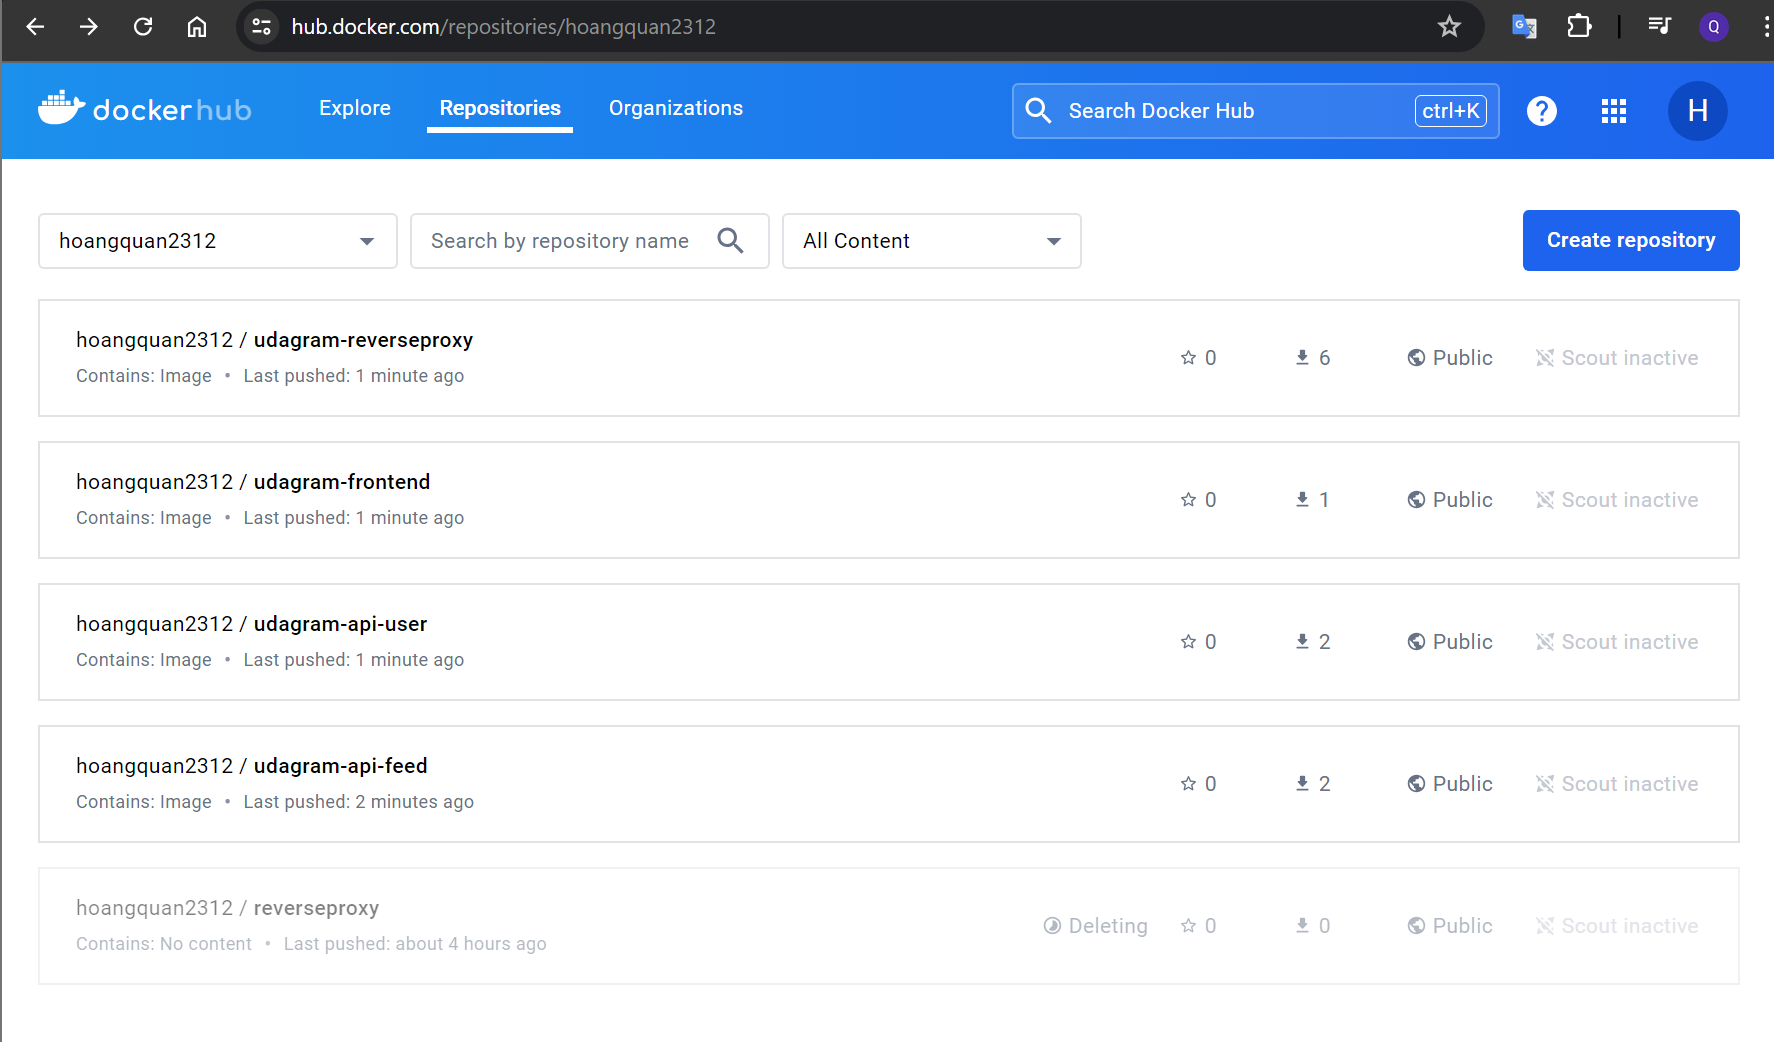 hub.docker.com/repositories/hoangquan2312
Q
dockerhub
Explore
Repositories
Organizations
Search Docker Hub
ctrl+K
?
H
hoangquan2312
Search by repository name
All Content
Create repository
hoangquan2312 / udagram-reverseproxy
Contains: Image • Last pushed: 1 minute ago
0
6
Public
Scout inactive
hoangquan2312 / udagram-frontend
Contains: Image • Last pushed: 1 minute ago
0
1
Public
Scout inactive
hoangquan2312 / udagram-api-user
Contains: Image • Last pushed: 1 minute ago
0
2
Public
Scout inactive
hoangquan2312 / udagram-api-feed
Contains: Image • Last pushed: 2 minutes ago
0
2
Public
Scout inactive
hoangquan2312 / reverseproxy
Contains: No content • Last pushed: about 4 hours ago
Deleting
0
0
Public
Scout inactive